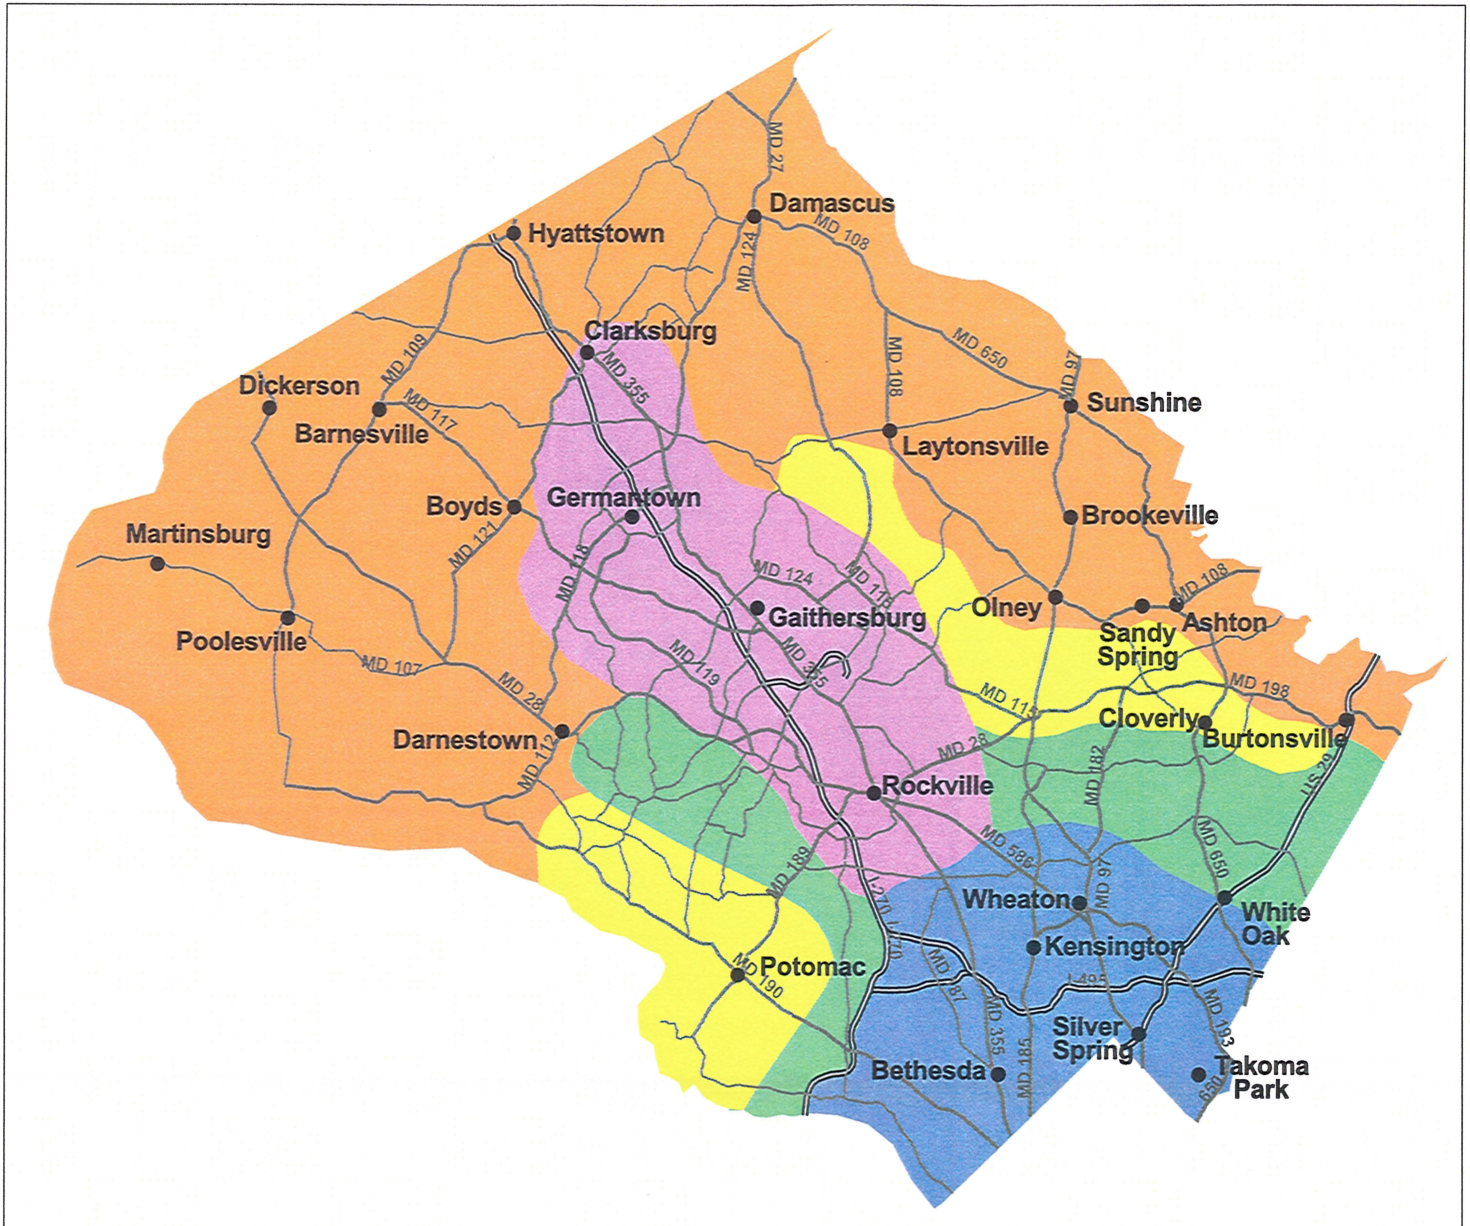 MD 27
Damascus
MD 108
MD 124
Hyattstown
Clarksburg
MD 650
MD 97
MD 109
MD 355
MD 108
Dickerson
MD 117
Barnesville
Sunshine
Laytonsville
Germantown
Boyds
Brookeville
Martinsburg
MD 121
MD 118
MD 124
MD 115
MD 108
Olney
Gaithersburg
Ashton
Sandy
Spring
Poolesville
MD 107
MD 119
MD 355
MD 28
MD 115
MD 198
Cloverly
Burtonsville
Darnestown
MD 112
MD 28
MD 182
US 29
Rockville
MD 586
MD 650
MD 189
MD 97
I-270
Wheaton
White
Oak
I-270
Kensington
Potomac
MD 190
MD 187
I-495
MD 355
MD 193
Silver
Spring
MD 185
Bethesda
Takoma
Park
650